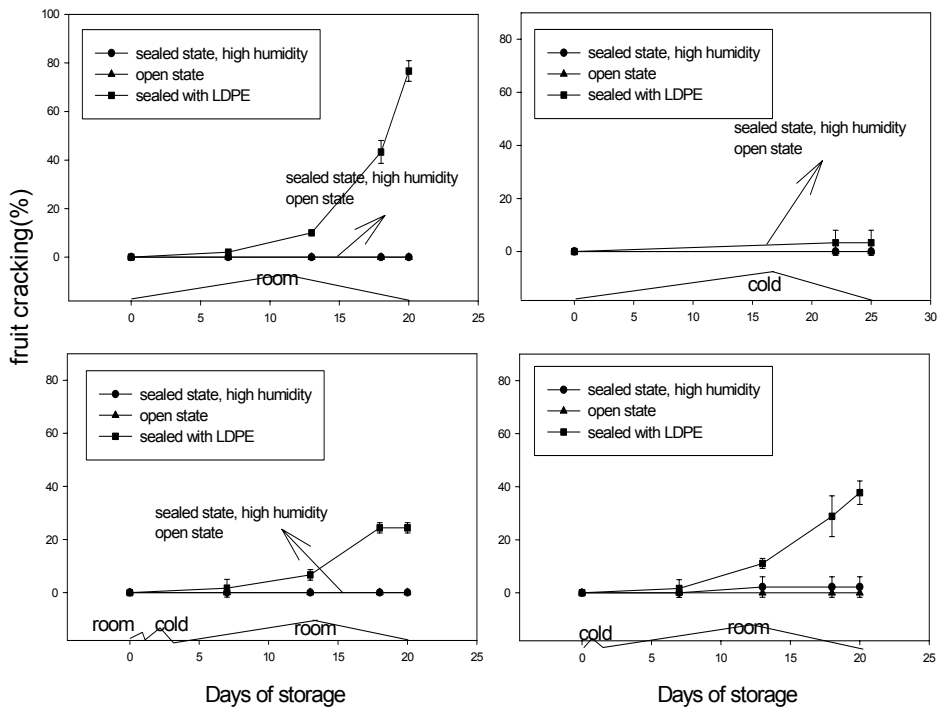 fruit cracking(%)
100
80
60
40
20
0
sealed state, high humidity
open state
sealed with LDPE
sealed state, high humidity
open state
room
0 5 10 15 20 25
80
60
40
20
0
sealed state, high humidity
open state
sealed with LDPE
sealed state, high humidity
open state
cold
0 5 10 15 20 25 30
80
60
40
20
0
sealed state, high humidity
open state
sealed with LDPE
sealed state, high humidity
open state
room cold room
0 5 10 15 20 25
Days of storage
80
60
40
20
0
sealed state, high humidity
open state
sealed with LDPE
cold room
0 5 10 15 20 25
Days of storage